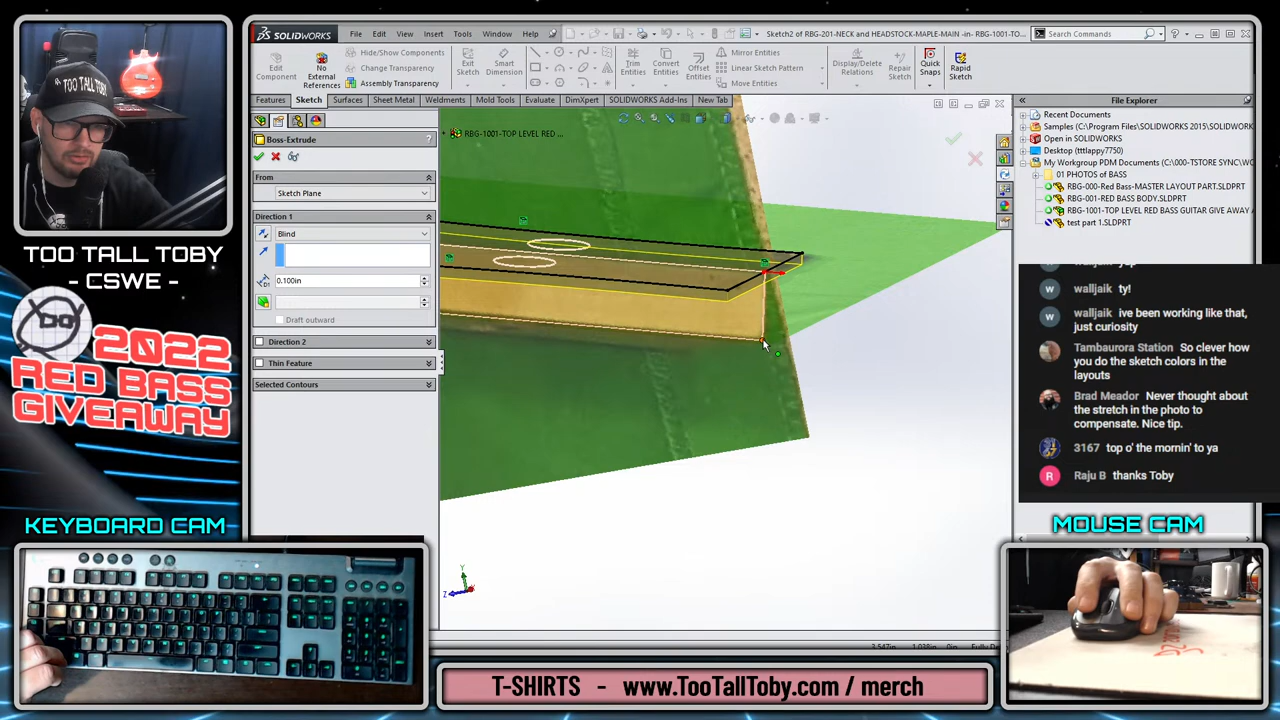 SOLIDWORKS
File Edit View Insert Tools Window Help
Sketch2 of RBG-201-NECK and HEADSTOCK-MAPLE-MAIN -in- RBG-1001-TO...
Search Commands
Edit Component
No External References
Hide/Show Components
Change Transparency
Assembly Transparency
Exit Sketch
Smart Dimension
Trim Entities
Convert Entities
Offset Entities
Mirror Entities
Linear Sketch Pattern
Move Entities
Display/Delete Relations
Repair Sketch
Quick Snaps
Rapid Sketch
Features Sketch Surfaces Sheet Metal Weldments Mold Tools Evaluate DimXpert SOLIDWORKS Add-Ins New Tab
Boss-Extrude
?
From
Sketch Plane
Direction 1
Blind
0.100in
Draft outward
Direction 2
Thin Feature
Selected Contours
RBG-1001-TOP LEVEL RED ...
Y
Z
File Explorer
Recent Documents
Samples (C:\Program Files\SOLIDWORKS 2015\SOLIDWORK
Open in SOLIDWORKS
Desktop (tttlappy7750)
My Workgroup PDM Documents (C:\000-TSTORE SYNC\W
01 PHOTOS of BASS
RBG-000-Red Bass-MASTER LAYOUT PART.SLDPRT
RBG-001-RED BASS BODY.SLDPRT
RBG-1001-TOP LEVEL RED BASS GUITAR GIVE AWAY
test part 1.SLDPRT
walljaik ty!
walljaik ive been working like that, just curiosity
Tambaurora Station So clever how you do the sketch colors in the layouts
Brad Meador Never thought about the stretch in the photo to compensate. Nice tip.
3167 top o' the mornin' to ya
Raju B thanks Toby
TOO TALL TOBY
- CSWE -
2022
RED BASS
GIVEAWAY
KEYBOARD CAM
MOUSE CAM
T-SHIRTS - www.TooTallToby.com / merch